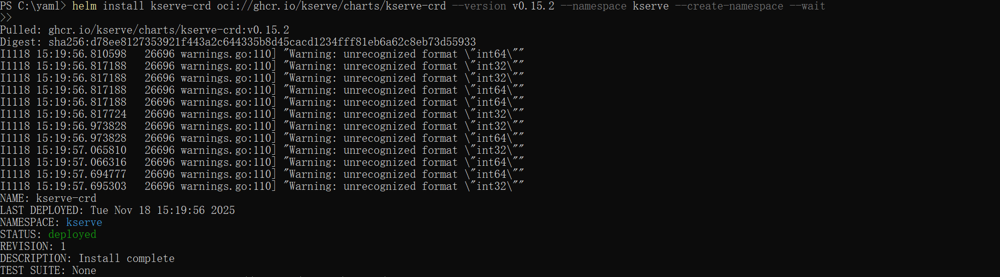 PS C:\yaml> helm install kserve-crd oci://ghcr.io/kserve/charts/kserve-crd --version v0.15.2 --namespace kserve --create-namespace --wait
>>
Pulled: ghcr.io/kserve/charts/kserve-crd:v0.15.2
Digest: sha256:d78ee8127353921f443a2c644335b8d45cacd1234fff81eb6a62c8eb73d55933
I1118 15:19:56.810598   26696 warnings.go:110] "Warning: unrecognized format \"int64\""
I1118 15:19:56.817188   26696 warnings.go:110] "Warning: unrecognized format \"int32\""
I1118 15:19:56.817188   26696 warnings.go:110] "Warning: unrecognized format \"int32\""
I1118 15:19:56.817188   26696 warnings.go:110] "Warning: unrecognized format \"int64\""
I1118 15:19:56.817188   26696 warnings.go:110] "Warning: unrecognized format \"int64\""
I1118 15:19:56.817724   26696 warnings.go:110] "Warning: unrecognized format \"int32\""
I1118 15:19:56.973828   26696 warnings.go:110] "Warning: unrecognized format \"int32\""
I1118 15:19:56.973828   26696 warnings.go:110] "Warning: unrecognized format \"int64\""
I1118 15:19:57.065810   26696 warnings.go:110] "Warning: unrecognized format \"int32\""
I1118 15:19:57.066316   26696 warnings.go:110] "Warning: unrecognized format \"int64\""
I1118 15:19:57.694777   26696 warnings.go:110] "Warning: unrecognized format \"int64\""
I1118 15:19:57.695303   26696 warnings.go:110] "Warning: unrecognized format \"int32\""
NAME: kserve-crd
LAST DEPLOYED: Tue Nov 18 15:19:56 2025
NAMESPACE: kserve
STATUS: deployed
REVISION: 1
DESCRIPTION: Install complete
TEST SUITE: None